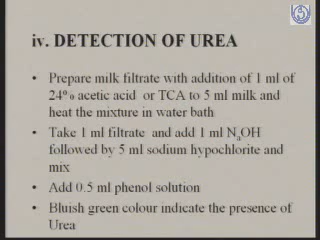 iv. DETECTION OF UREA
• Prepare milk filtrate with addition of 1 ml of
24% acetic acid or TCA to 5 ml milk and
heat the mixture in water bath
• Take 1 ml filtrate and add 1 ml NaOH
followed by 5 ml sodium hypochlorite and
mix
• Add 0.5 ml phenol solution
• Bluish green colour indicate the presence of
Urea